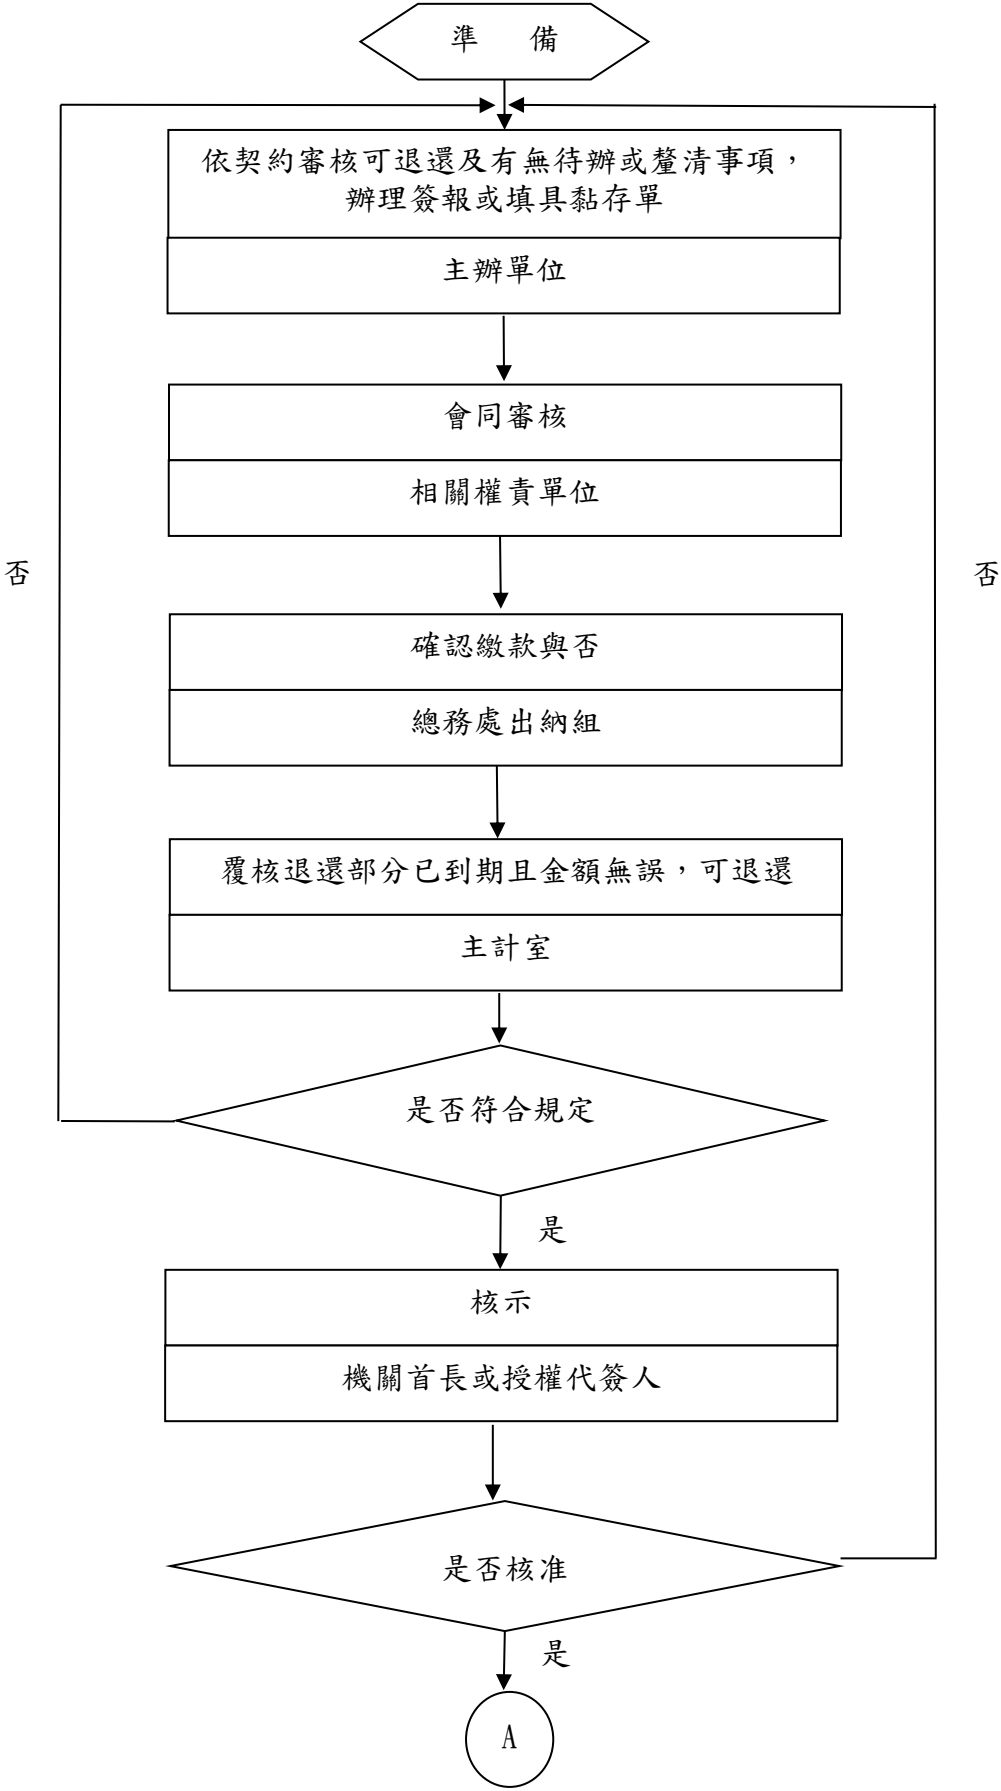 準 備
依契約審核可退還及有無待辦或釐清事項，
辦理簽報或填具黏存單
主辦單位
會同審核
相關權責單位
否
否
確認繳款與否
總務處出納組
覆核退還部分已到期且金額無誤，可退還
主計室
是否符合規定
是
核示
機關首長或授權代簽人
是否核准
是
A